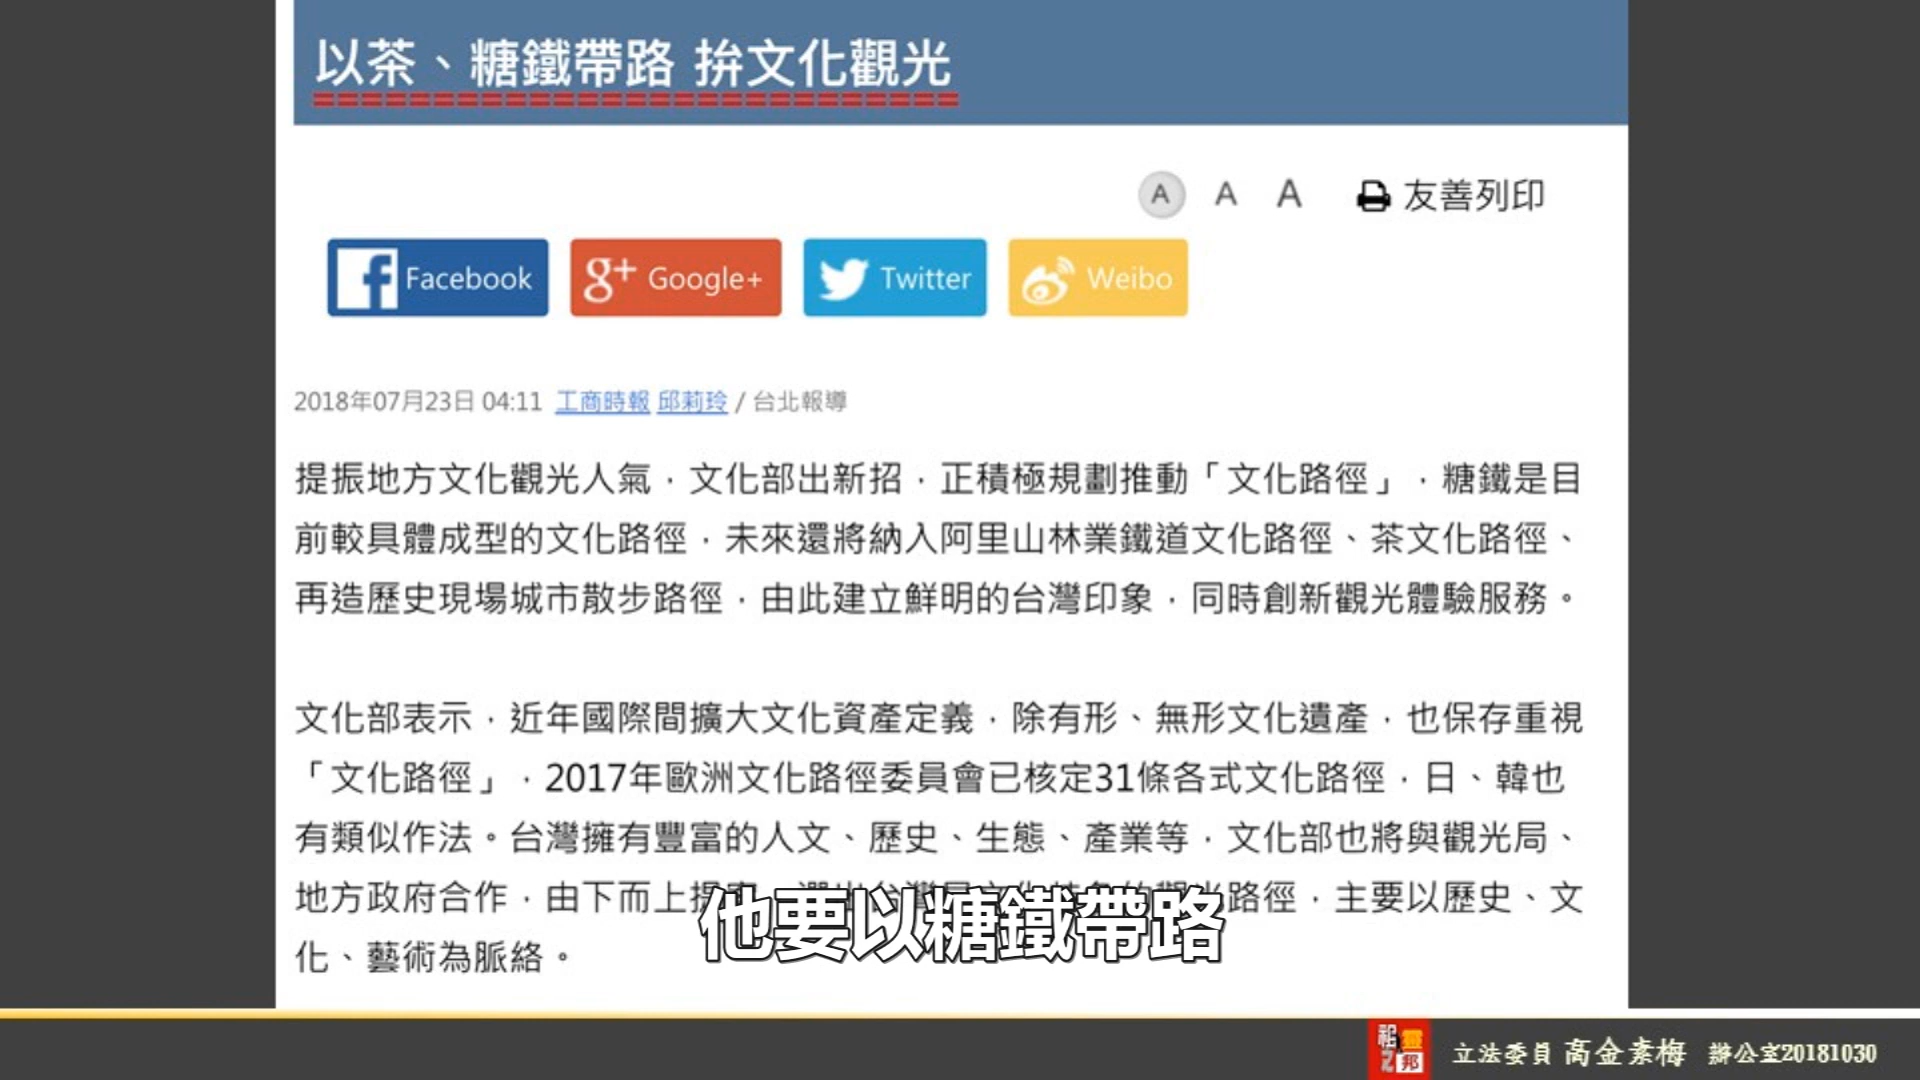 以茶、糖鐵帶路 拚文化觀光
A A A 友善列印
Facebook Google+ Twitter Weibo
2018年07月23日 04:11 工商時報 邱莉玲 / 台北報導
提振地方文化觀光人氣，文化部出新招，正積極規劃推動「文化路徑」，糖鐵是目
前較具體成型的文化路徑，未來還將納入阿里山林業鐵道文化路徑、茶文化路徑、
再造歷史現場城市散步路徑，由此建立鮮明的台灣印象，同時創新觀光體驗服務。
文化部表示，近年國際間擴大文化資產定義，除有形、無形文化遺產，也保存重視
「文化路徑」，2017年歐洲文化路徑委員會已核定31條各式文化路徑，日、韓也
有類似作法。台灣擁有豐富的人文、歷史、生態、產業等，文化部也將與觀光局、
地方政府合作，由下而上提 路徑，主要以歷史、文
化、藝術為脈絡。
他要以糖鐵帶路
祖靈之邦
立法委員 高金素梅 辦公室20181030